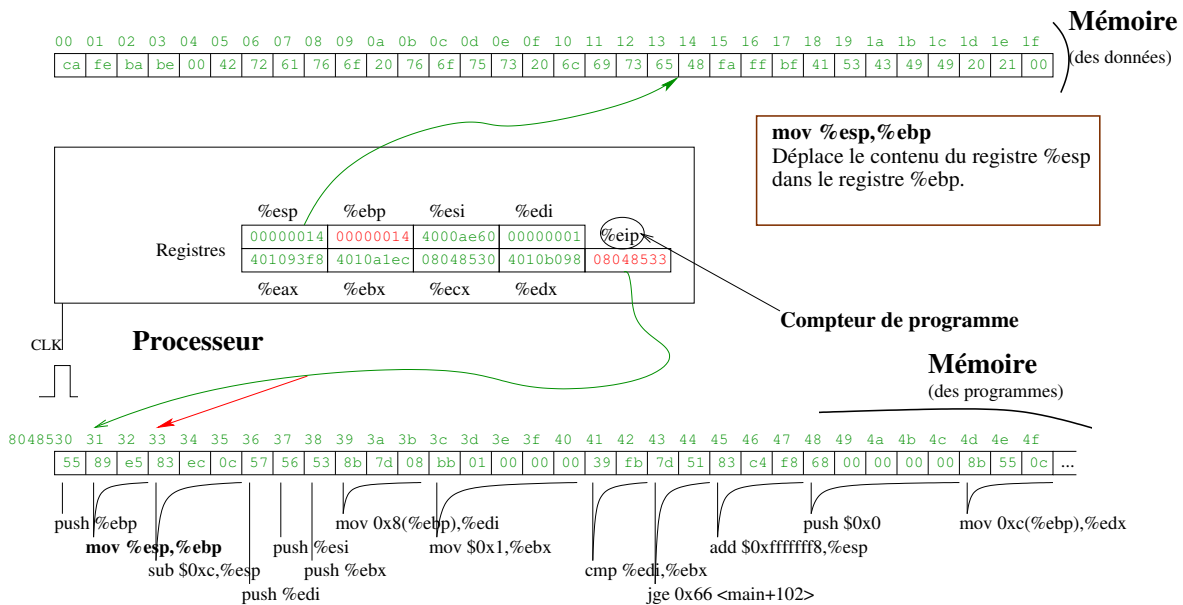 Mémoire
(des données)
00 01 02 03 04 05 06 07 08 09 0a 0b 0c 0d 0e 0f 10 11 12 13 14 15 16 17 18 19 1a 1b 1c 1d 1e 1f
ca fe ba be 00 42 72 61 76 6f 20 76 6f 75 73 20 6c 69 73 65 48 fa ff bf 41 53 43 49 49 20 21 00
mov %esp,%ebp
Déplace le contenu du registre %esp
dans le registre %ebp.
%esp %ebp %esi %edi
Registres
00000014 00000014 4000ae60 00000001 %eip
401093f8 4010a1ec 08048530 4010b098 08048533
%eax %ebx %ecx %edx
Compteur de programme
CLK
Processeur
Mémoire
(des programmes)
8048530 31 32 33 34 35 36 37 38 39 3a 3b 3c 3d 3e 3f 40 41 42 43 44 45 46 47 48 49 4a 4b 4c 4d 4e 4f
55 89 e5 83 ec 0c 57 56 53 8b 7d 08 bb 01 00 00 00 39 fb 7d 51 83 c4 f8 68 00 00 00 00 8b 55 0c ...
push %ebp
mov 0x8(%ebp),%edi
push $0x0
mov 0xc(%ebp),%edx
mov %esp,%ebp
push %esi
mov $0x1,%ebx
add $0xfffffff8,%esp
sub $0xc,%esp
push %ebx
cmp %edi,%ebx
push %edi
jge 0x66 <main+102>